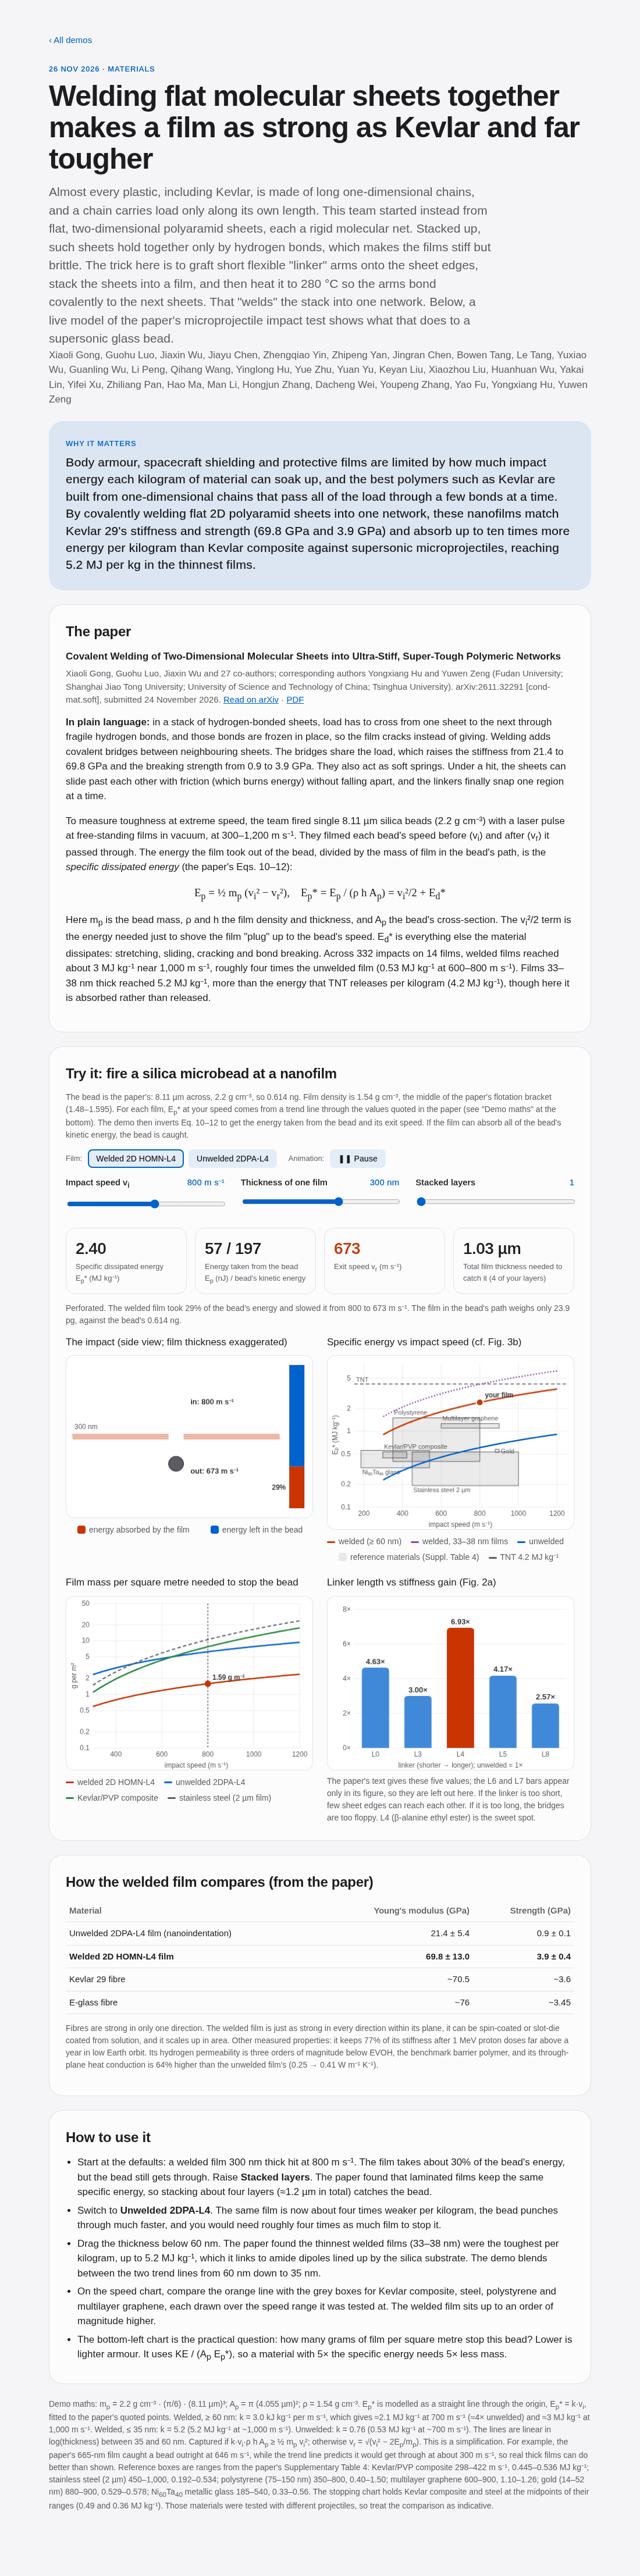 ‹ All demos
26 NOV 2026 · MATERIALS
Welding flat molecular sheets together
makes a film as strong as Kevlar and far
tougher
Almost every plastic, including Kevlar, is made of long one-dimensional chains,
and a chain carries load only along its own length. This team started instead from
flat, two-dimensional polyaramid sheets, each a rigid molecular net. Stacked up,
such sheets hold together only by hydrogen bonds, which makes the films stiff but
brittle. The trick here is to graft short flexible "linker" arms onto the sheet edges,
stack the sheets into a film, and then heat it to 280 °C so the arms bond
covalently to the next sheets. That "welds" the stack into one network. Below, a
live model of the paper's microprojectile impact test shows what that does to a
supersonic glass bead.
Xiaoli Gong, Guohu Luo, Jiaxin Wu, Jiayu Chen, Zhengqiao Yin, Zhipeng Yan, Jingran Chen, Bowen Tang, Le Tang, Yuxiao
Wu, Guanling Wu, Li Peng, Qihang Wang, Yinglong Hu, Yue Zhu, Yuan Yu, Keyan Liu, Xiaozhou Liu, Huanhuan Wu, Yakai
Lin, Yifei Xu, Zhiliang Pan, Hao Ma, Man Li, Hongjun Zhang, Dacheng Wei, Youpeng Zhang, Yao Fu, Yongxiang Hu, Yuwen
Zeng
WHY IT MATTERS
Body armour, spacecraft shielding and protective films are limited by how much impact
energy each kilogram of material can soak up, and the best polymers such as Kevlar are
built from one-dimensional chains that pass all of the load through a few bonds at a time.
By covalently welding flat 2D polyaramid sheets into one network, these nanofilms match
Kevlar 29's stiffness and strength (69.8 GPa and 3.9 GPa) and absorb up to ten times more
energy per kilogram than Kevlar composite against supersonic microprojectiles, reaching
5.2 MJ per kg in the thinnest films.
The paper
Covalent Welding of Two-Dimensional Molecular Sheets into Ultra-Stiff, Super-Tough Polymeric Networks
Xiaoli Gong, Guohu Luo, Jiaxin Wu and 27 co-authors; corresponding authors Yongxiang Hu and Yuwen Zeng (Fudan University;
Shanghai Jiao Tong University; University of Science and Technology of China; Tsinghua University). arXiv:2611.32291 [cond-
mat.soft], submitted 24 November 2026. Read on arXiv · PDF
In plain language: in a stack of hydrogen-bonded sheets, load has to cross from one sheet to the next through
fragile hydrogen bonds, and those bonds are frozen in place, so the film cracks instead of giving. Welding adds
covalent bridges between neighbouring sheets. The bridges share the load, which raises the stiffness from 21.4 to
69.8 GPa and the breaking strength from 0.9 to 3.9 GPa. They also act as soft springs. Under a hit, the sheets can
slide past each other with friction (which burns energy) without falling apart, and the linkers finally snap one region
at a time.
To measure toughness at extreme speed, the team fired single 8.11 µm silica beads (2.2 g cm⁻³) with a laser pulse
at free-standing films in vacuum, at 300–1,200 m s⁻¹. They filmed each bead's speed before (vi) and after (vr) it
passed through. The energy the film took out of the bead, divided by the mass of film in the bead's path, is the
specific dissipated energy (the paper's Eqs. 10–12):
Ep = ½ mp (vi² − vr²), Ep* = Ep / (ρ h Ap) = vi²/2 + Ed*
Here mp is the bead mass, ρ and h the film density and thickness, and Ap the bead's cross-section. The vi²/2 term is
the energy needed just to shove the film "plug" up to the bead's speed. Ed* is everything else the material
dissipates: stretching, sliding, cracking and bond breaking. Across 332 impacts on 14 films, welded films reached
about 3 MJ kg⁻¹ near 1,000 m s⁻¹, roughly four times the unwelded film (0.53 MJ kg⁻¹ at 600–800 m s⁻¹). Films 33–
38 nm thick reached 5.2 MJ kg⁻¹, more than the energy that TNT releases per kilogram (4.2 MJ kg⁻¹), though here it
is absorbed rather than released.
Try it: fire a silica microbead at a nanofilm
The bead is the paper's: 8.11 µm across, 2.2 g cm⁻³, so 0.614 ng. Film density is 1.54 g cm⁻³, the middle of the paper's flotation bracket
(1.48–1.595). For each film, Ep* at your speed comes from a trend line through the values quoted in the paper (see "Demo maths" at the
bottom). The demo then inverts Eq. 10–12 to get the energy taken from the bead and its exit speed. If the film can absorb all of the bead's
kinetic energy, the bead is caught.
Film: Welded 2D HOMN-L4 Unwelded 2DPA-L4 Animation: ❚❚ Pause
Impact speed vi 800 m s⁻¹ Thickness of one film 300 nm Stacked layers 1
2.40 57 / 197 673 1.03 µm
Specific dissipated energy Energy taken from the bead Exit speed vr (m s⁻¹) Total film thickness needed to
Ep* (MJ kg⁻¹) Ep (nJ) / bead's kinetic energy catch it (4 of your layers)
Perforated. The welded film took 29% of the bead's energy and slowed it from 800 to 673 m s⁻¹. The film in the bead's path weighs only 23.9
pg, against the bead's 0.614 ng.
The impact (side view; film thickness exaggerated)
in: 800 m s⁻¹
300 nm
out: 673 m s⁻¹
29%
energy absorbed by the film energy left in the bead
Specific energy vs impact speed (cf. Fig. 3b)
Ep* (MJ kg⁻¹)
5
2
1
0.5
0.2
0.1
TNT
your film
Polystyrene
Multilayer graphene
Kevlar/PVP composite
Gold
Ni₆₀Ta₄₀ glass
Stainless steel 2 µm
200 400 600 800 1000 1200
impact speed (m s⁻¹)
welded (≥ 60 nm) welded, 33–38 nm films unwelded
reference materials (Suppl. Table 4) TNT 4.2 MJ kg⁻¹
Film mass per square metre needed to stop the bead
g per m²
50
20
10
5
2
1
0.5
0.2
0.1
1.59 g m⁻²
400 600 800 1000 1200
impact speed (m s⁻¹)
welded 2D HOMN-L4 unwelded 2DPA-L4
Kevlar/PVP composite stainless steel (2 µm film)
Linker length vs stiffness gain (Fig. 2a)
8×
6×
4×
2×
0×
4.63× 3.00× 6.93× 4.17× 2.57×
L0 L3 L4 L5 L8
linker (shorter → longer); unwelded = 1×
The paper's text gives these five values; the L6 and L7 bars appear
only in its figure, so they are left out here. If the linker is too short,
few sheet edges can reach each other. If it is too long, the bridges
are too floppy. L4 (β-alanine ethyl ester) is the sweet spot.
How the welded film compares (from the paper)
Material Young's modulus (GPa) Strength (GPa)
Unwelded 2DPA-L4 film (nanoindentation) 21.4 ± 5.4 0.9 ± 0.1
Welded 2D HOMN-L4 film 69.8 ± 13.0 3.9 ± 0.4
Kevlar 29 fibre ~70.5 ~3.6
E-glass fibre ~76 ~3.45
Fibres are strong in only one direction. The welded film is just as strong in every direction within its plane, it can be spin-coated or slot-die
coated from solution, and it scales up in area. Other measured properties: it keeps 77% of its stiffness after 1 MeV proton doses far above a
year in low Earth orbit. Its hydrogen permeability is three orders of magnitude below EVOH, the benchmark barrier polymer, and its through-
plane heat conduction is 64% higher than the unwelded film's (0.25 → 0.41 W m⁻¹ K⁻¹).
How to use it
• Start at the defaults: a welded film 300 nm thick hit at 800 m s⁻¹. The film takes about 30% of the bead's energy,
but the bead still gets through. Raise Stacked layers. The paper found that laminated films keep the same
specific energy, so stacking about four layers (≈1.2 µm in total) catches the bead.
• Switch to Unwelded 2DPA-L4. The same film is now about four times weaker per kilogram, the bead punches
through much faster, and you would need roughly four times as much film to stop it.
• Drag the thickness below 60 nm. The paper found the thinnest welded films (33–38 nm) were the toughest per
kilogram, up to 5.2 MJ kg⁻¹, which it links to amide dipoles lined up by the silica substrate. The demo blends
between the two trend lines from 60 nm down to 35 nm.
• On the speed chart, compare the orange line with the grey boxes for Kevlar composite, steel, polystyrene and
multilayer graphene, each drawn over the speed range it was tested at. The welded film sits up to an order of
magnitude higher.
• The bottom-left chart is the practical question: how many grams of film per square metre stop this bead? Lower is
lighter armour. It uses KE / (Ap Ep*), so a material with 5× the specific energy needs 5× less mass.
Demo maths: mp = 2.2 g cm⁻³ · (π/6) · (8.11 µm)³; Ap = π (4.055 µm)²; ρ = 1.54 g cm⁻³. Ep* is modelled as a straight line through the origin, Ep* = k·vi,
fitted to the paper's quoted points. Welded, ≥ 60 nm: k = 3.0 kJ kg⁻¹ per m s⁻¹, which gives ≈2.1 MJ kg⁻¹ at 700 m s⁻¹ (≈4× unwelded) and ≈3 MJ kg⁻¹ at
1,000 m s⁻¹. Welded, ≤ 35 nm: k = 5.2 (5.2 MJ kg⁻¹ at ~1,000 m s⁻¹). Unwelded: k = 0.76 (0.53 MJ kg⁻¹ at ~700 m s⁻¹). The lines are linear in
log(thickness) between 35 and 60 nm. Captured if k·vi·ρ h Ap ≥ ½ mp vi²; otherwise vr = √(vi² − 2Ep/mp). This is a simplification. For example, the
paper's 665-nm film caught a bead outright at 646 m s⁻¹, while the trend line predicts it would get through at about 300 m s⁻¹, so real thick films can do
better than shown. Reference boxes are ranges from the paper's Supplementary Table 4: Kevlar/PVP composite 298–422 m s⁻¹, 0.445–0.536 MJ kg⁻¹;
stainless steel (2 µm) 450–1,000, 0.192–0.534; polystyrene (75–150 nm) 350–800, 0.40–1.50; multilayer graphene 600–900, 1.10–1.26; gold (14–52
nm) 880–900, 0.529–0.578; Ni60Ta40 metallic glass 185–540, 0.33–0.56. The stopping chart holds Kevlar composite and steel at the midpoints of their
ranges (0.49 and 0.36 MJ kg⁻¹). Those materials were tested with different projectiles, so treat the comparison as indicative.